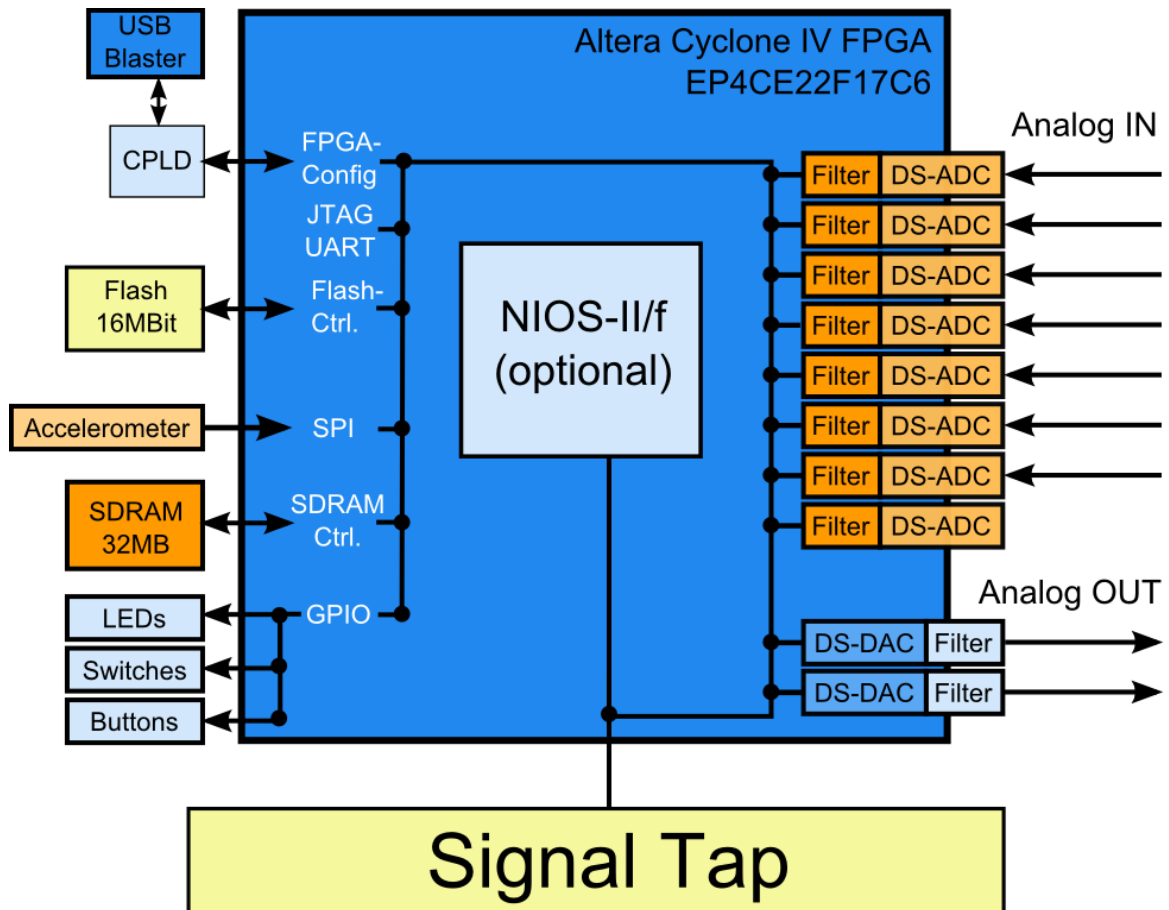 USB
Blaster
Altera Cyclone IV FPGA
EP4CE22F17C6
Analog IN
CPLD
FPGA-
Config
JTAG
UART
Flash
16MBit
Flash-
Ctrl.
NIOS-II/f
(optional)
Accelerometer
SPI
SDRAM
32MB
SDRAM
Ctrl.
LEDs
GPIO
Switches
Buttons
Filter DS-ADC
Filter DS-ADC
Filter DS-ADC
Filter DS-ADC
Filter DS-ADC
Filter DS-ADC
Filter DS-ADC
Filter DS-ADC
Analog OUT
DS-DAC Filter
DS-DAC Filter
Signal Tap